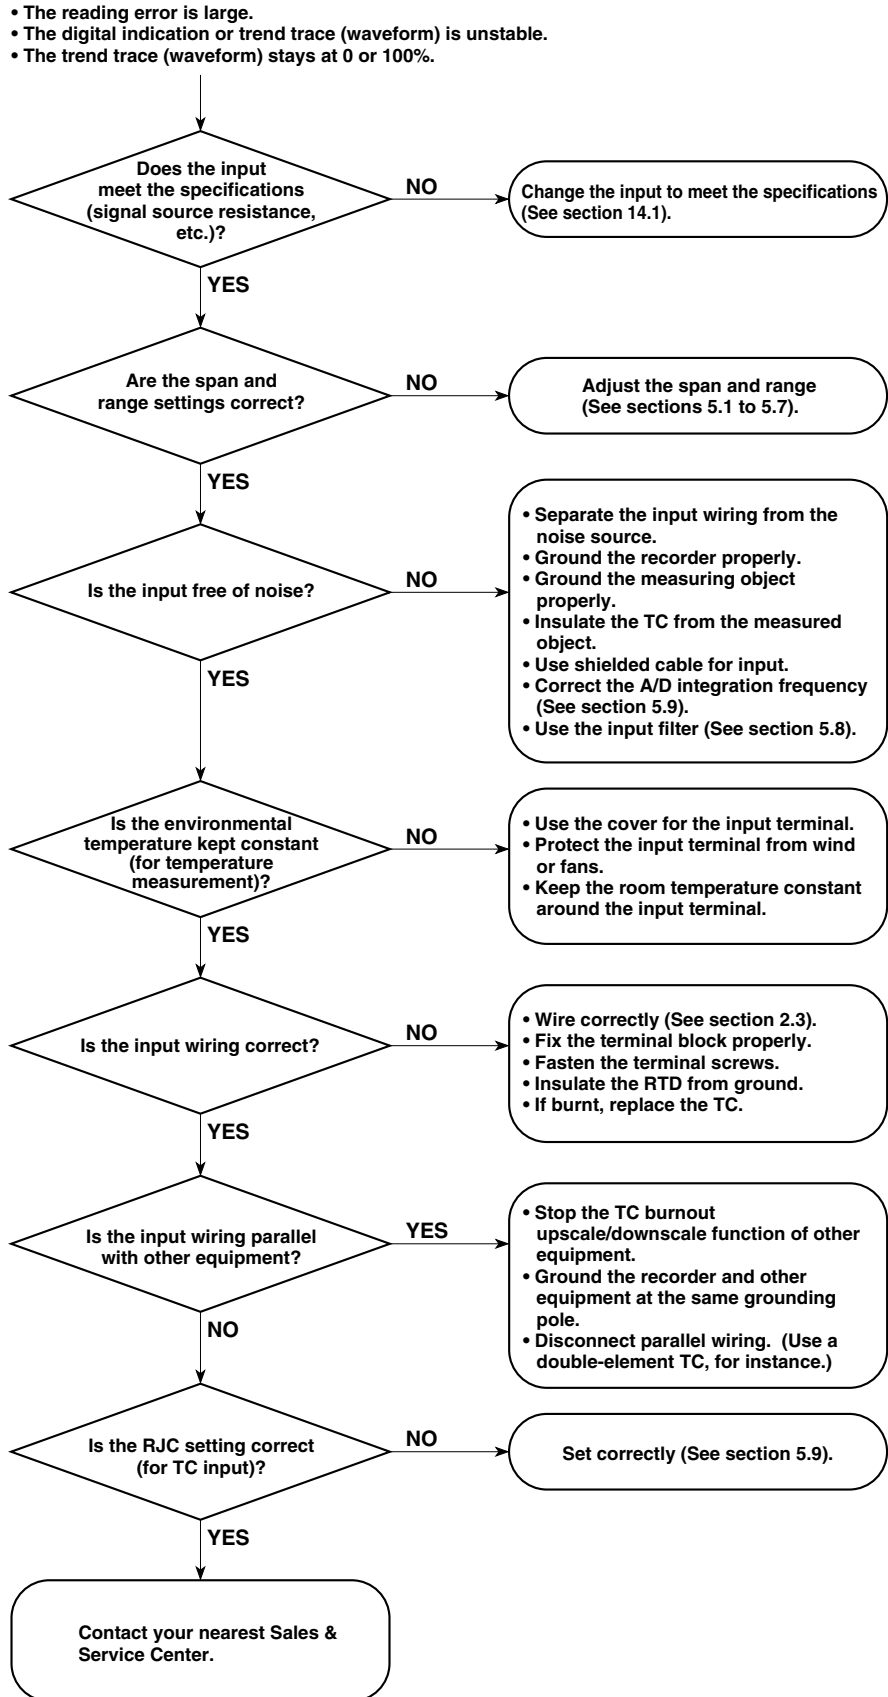 • The reading error is large.
• The digital indication or trend trace (waveform) is unstable.
• The trend trace (waveform) stays at 0 or 100%.
Does the input
meet the specifications
(signal source resistance,
etc.)?
NO
Change the input to meet the specifications
(See section 14.1).
YES
Are the span and
range settings correct?
NO
Adjust the span and range
(See sections 5.1 to 5.7).
YES
Is the input free of noise?
NO
• Separate the input wiring from the
noise source.
• Ground the recorder properly.
• Ground the measuring object
properly.
• Insulate the TC from the measured
object.
• Use shielded cable for input.
• Correct the A/D integration frequency
(See section 5.9).
• Use the input filter (See section 5.8).
YES
Is the environmental
temperature kept constant
(for temperature
measurement)?
NO
• Use the cover for the input terminal.
• Protect the input terminal from wind
or fans.
• Keep the room temperature constant
around the input terminal.
YES
Is the input wiring correct?
NO
• Wire correctly (See section 2.3).
• Fix the terminal block properly.
• Fasten the terminal screws.
• Insulate the RTD from ground.
• If burnt, replace the TC.
YES
Is the input wiring parallel
with other equipment?
YES
• Stop the TC burnout
upscale/downscale function of other
equipment.
• Ground the recorder and other
equipment at the same grounding
pole.
• Disconnect parallel wiring. (Use a
double-element TC, for instance.)
NO
Is the RJC setting correct
(for TC input)?
NO
Set correctly (See section 5.9).
YES
Contact your nearest Sales &
Service Center.